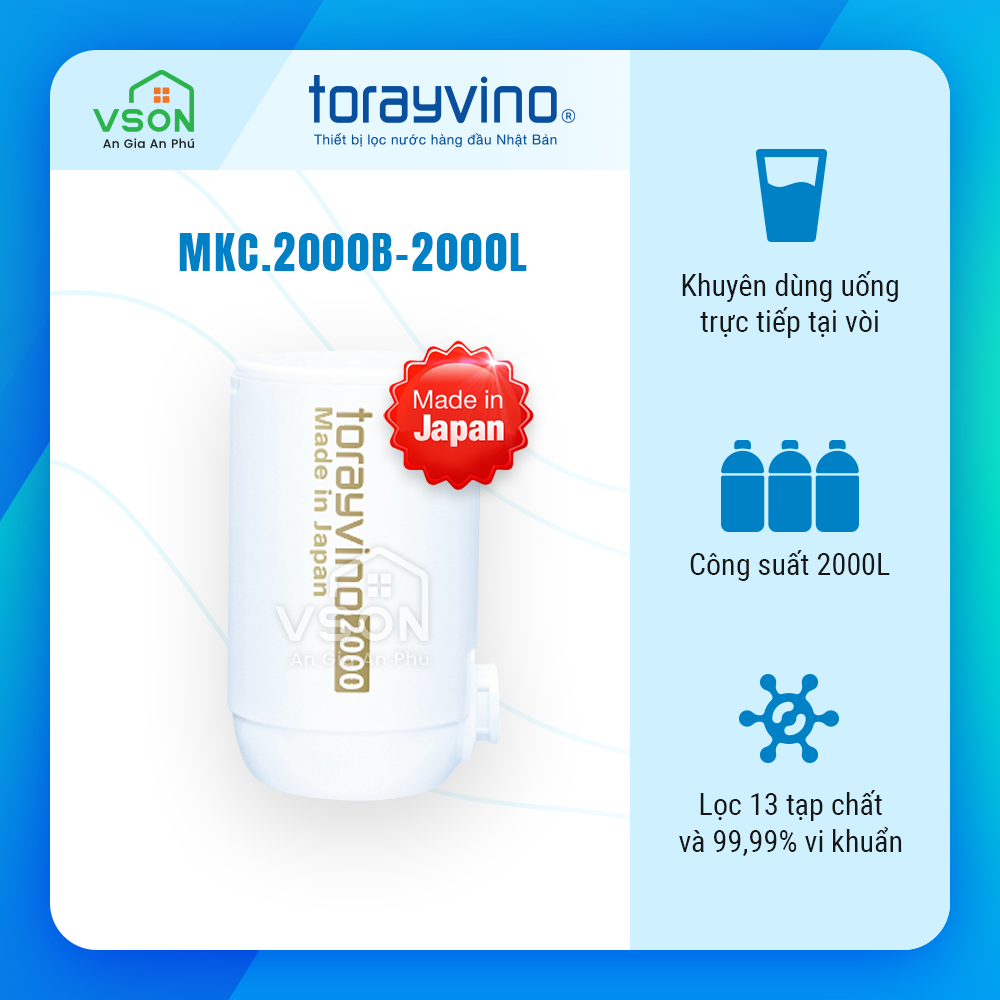 VSON
An Gia An Phú
torayvino®
Thiết bị lọc nước hàng đầu Nhật Bản
MKC.2000B-2000L
Made in
Japan
torayvino 2000
Made in Japan
VSON
An Gia An Phú
Khuyên dùng uống
trực tiếp tại vòi
Công suất 2000L
Lọc 13 tạp chất
và 99,99% vi khuẩn